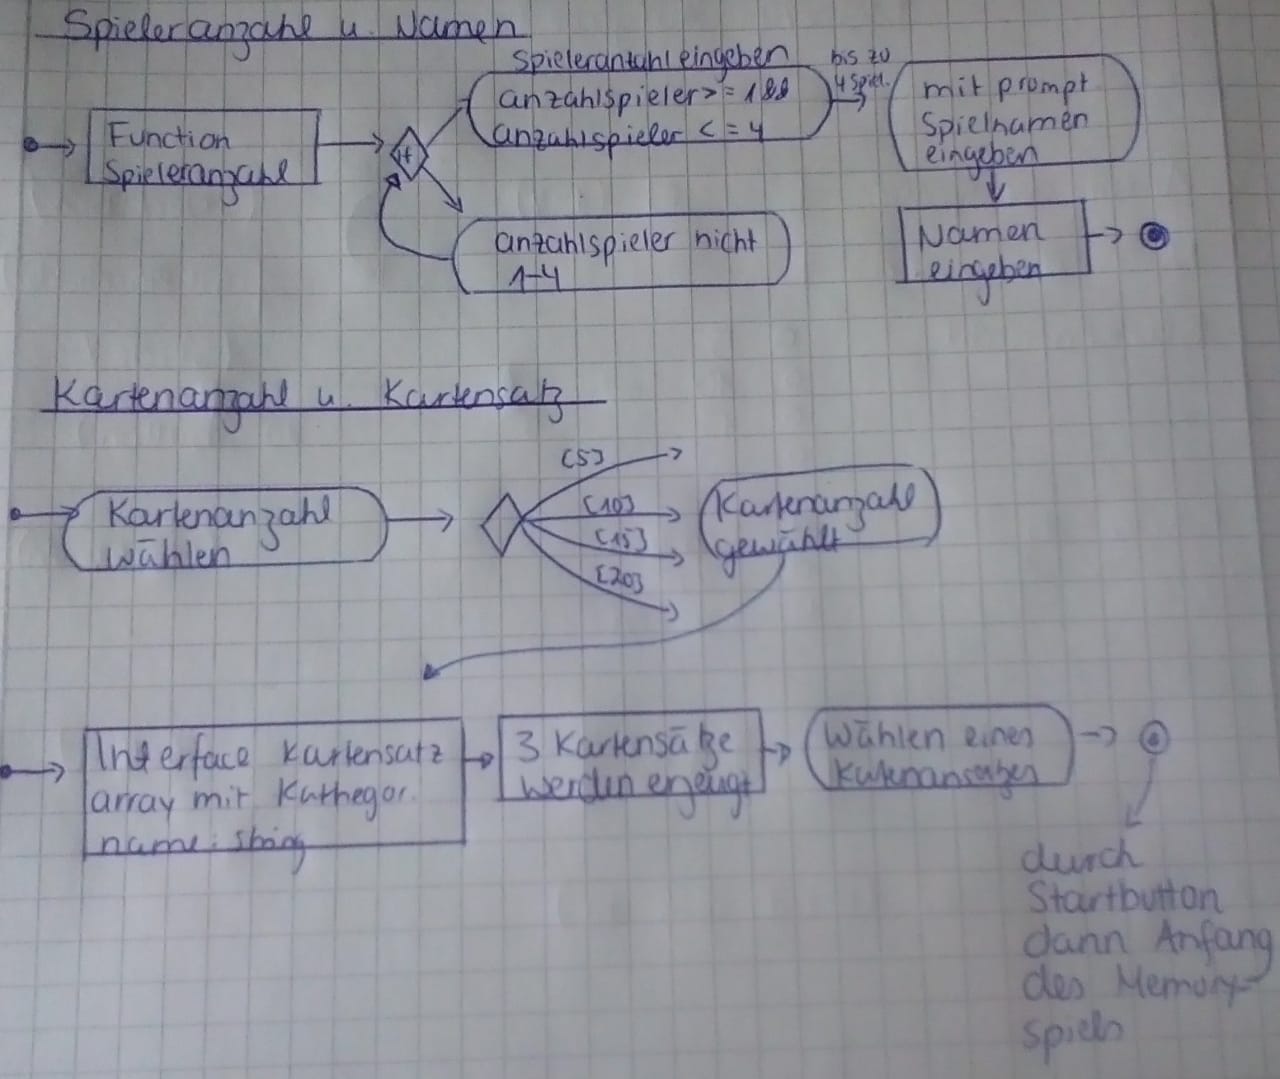 Spieleranzahl u. Namen
Spieleranzahl eingeben
anzahlspieler >= 1 &&
anzahlspieler <= 4
bis zu
4 Spiel.
mit prompt
Spielnamen
eingeben
Function
Spieleranzahl
+
anzahlspieler nicht
1-4
Namen
eingeben
Kartenanzahl u. Kartensatz
Kartenanzahl
wählen
[5]
[10]
[15]
[20]
Kartenanzahl
gewählt
Interface Kartensatz
array mit Kathegor.
name: string
3 Kartensätze
werden erzeugt
Wählen eines
durch
Startbutton
dann Anfang
des Memory-
spiels